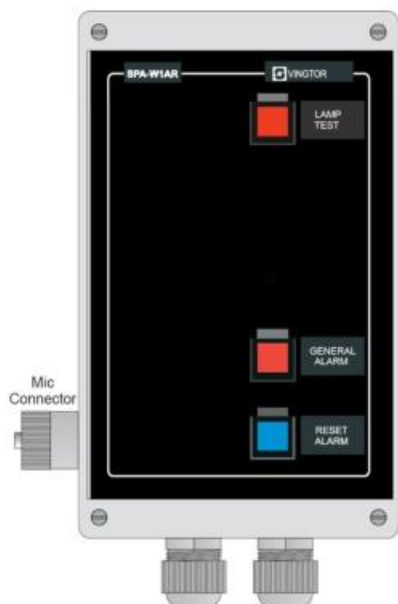 SPA-W1AR
VINGTOR
LAMP
TEST
GENERAL
ALARM
Mic
Connector
RESET
ALARM